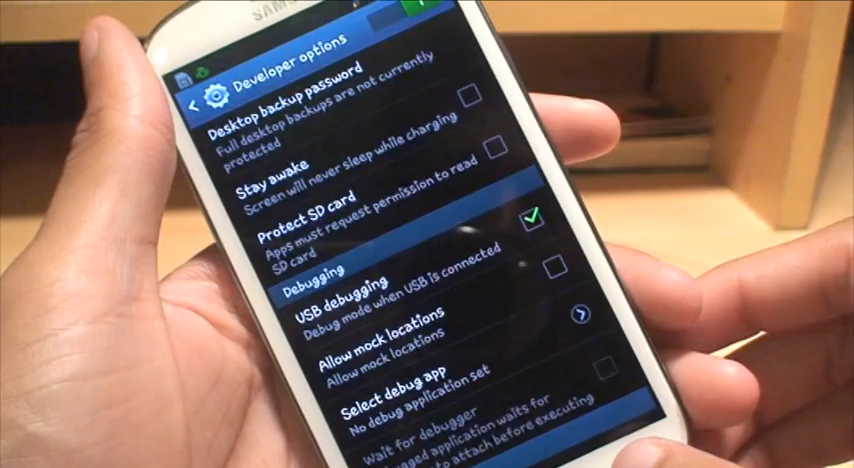 SAMSUNG
Developer options
Desktop backup password
Full desktop backups are not currently
protected
Stay awake
Screen will never sleep while charging
Protect SD card
Apps must request permission to read
SD card
Debugging
USB debugging
Debug mode when USB is connected
Allow mock locations
Allow mock locations
Select debug app
No debug application set
Wait for debugger
application waits for
to attach before executing